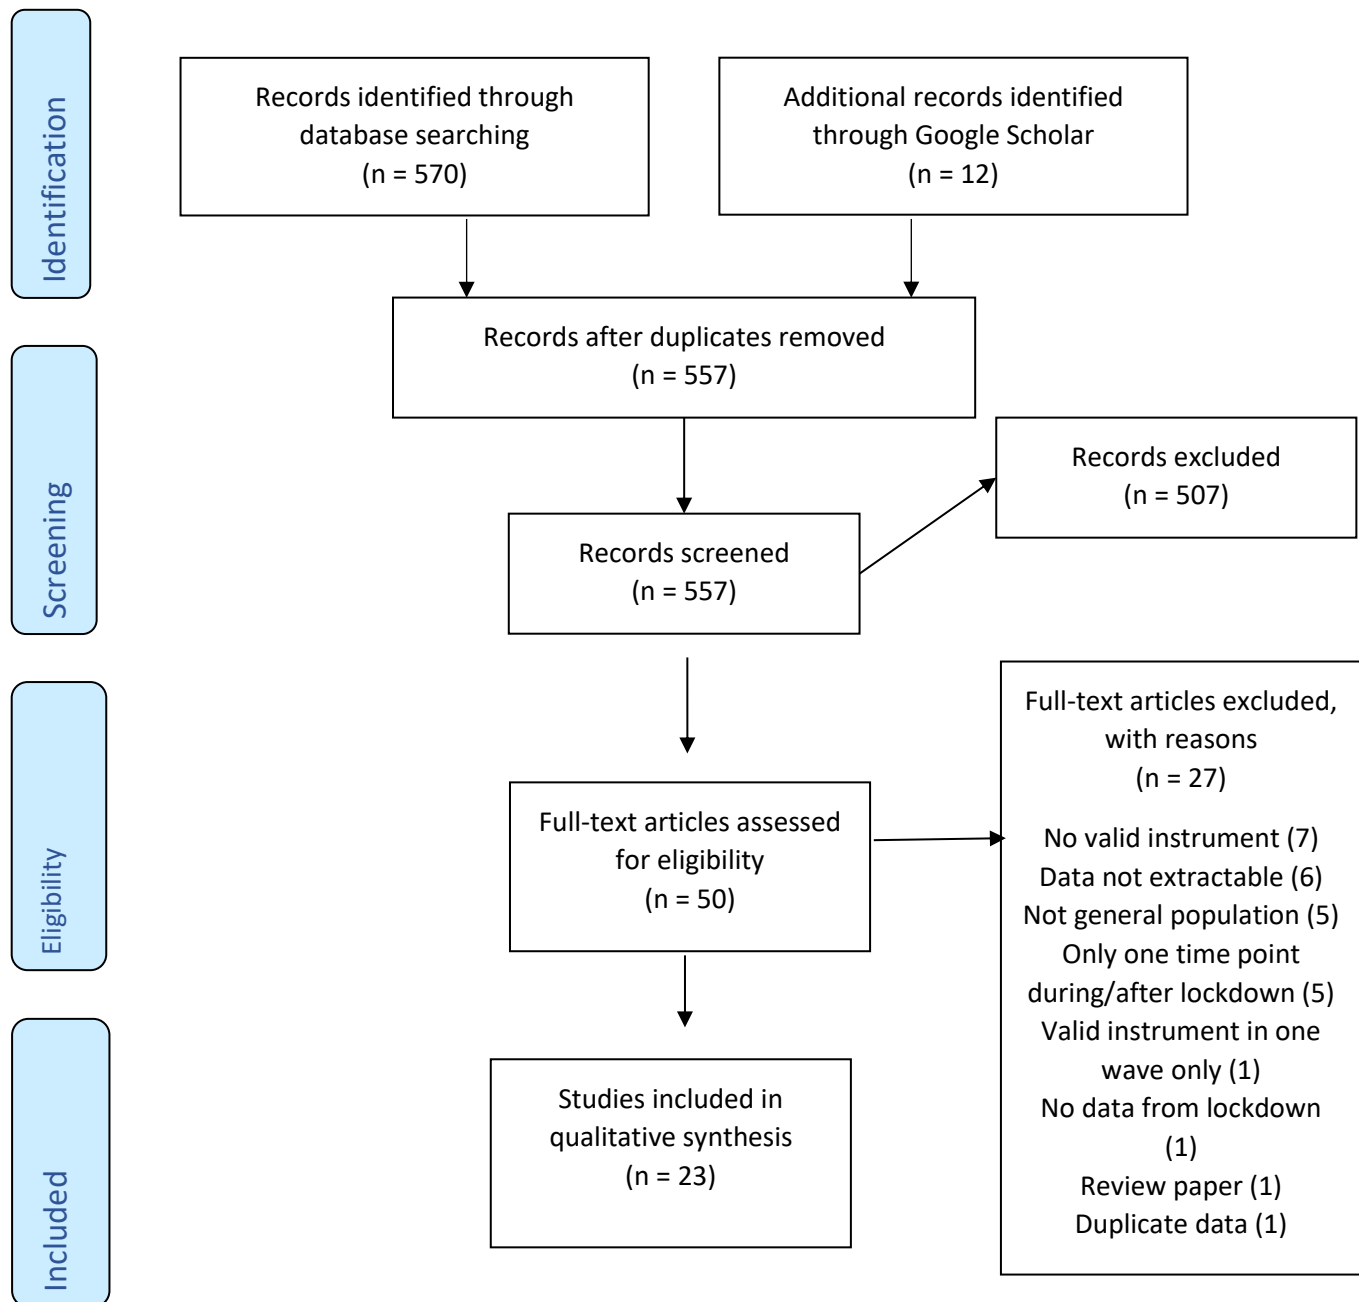 Identification
Records identified through
database searching
(n = 570)
Additional records identified
through Google Scholar
(n = 12)
Records after duplicates removed
(n = 557)
Screening
Records screened
(n = 557)
Records excluded
(n = 507)
Eligibility
Full-text articles assessed
for eligibility
(n = 50)
Full-text articles excluded,
with reasons
(n = 27)
No valid instrument (7)
Data not extractable (6)
Not general population (5)
Only one time point
during/after lockdown (5)
Valid instrument in one
wave only (1)
No data from lockdown
(1)
Review paper (1)
Duplicate data (1)
Included
Studies included in
qualitative synthesis
(n = 23)